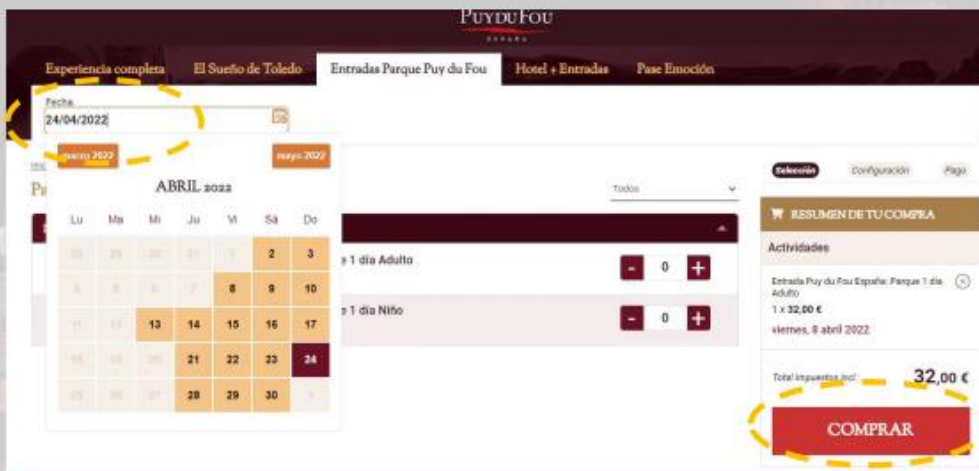 PUYDUFOU
ESPAÑA
Experiencia completa El Sueño de Toledo Entradas Parque Puy du Fou Hotel + Entradas Pase Emoción
Fecha
24/04/2022
marzo 2022 mayo 2022
ABRIL 2022
Lu Ma Mi Ju Vi Sá Do
2 3
8 9 10
13 14 15 16 17
21 22 23 24
28 29 30
Todos
1 día Adulto
- 0 +
1 día Niño
- 0 +
Selección Configuración Pago
RESUMEN DE TU COMPRA
Actividades
Entrada Puy du Fou España: Parque 1 día
Adulto
1 x 32,00 €
viernes, 8 abril 2022
Total impuestos incl. 32,00 €
COMPRAR